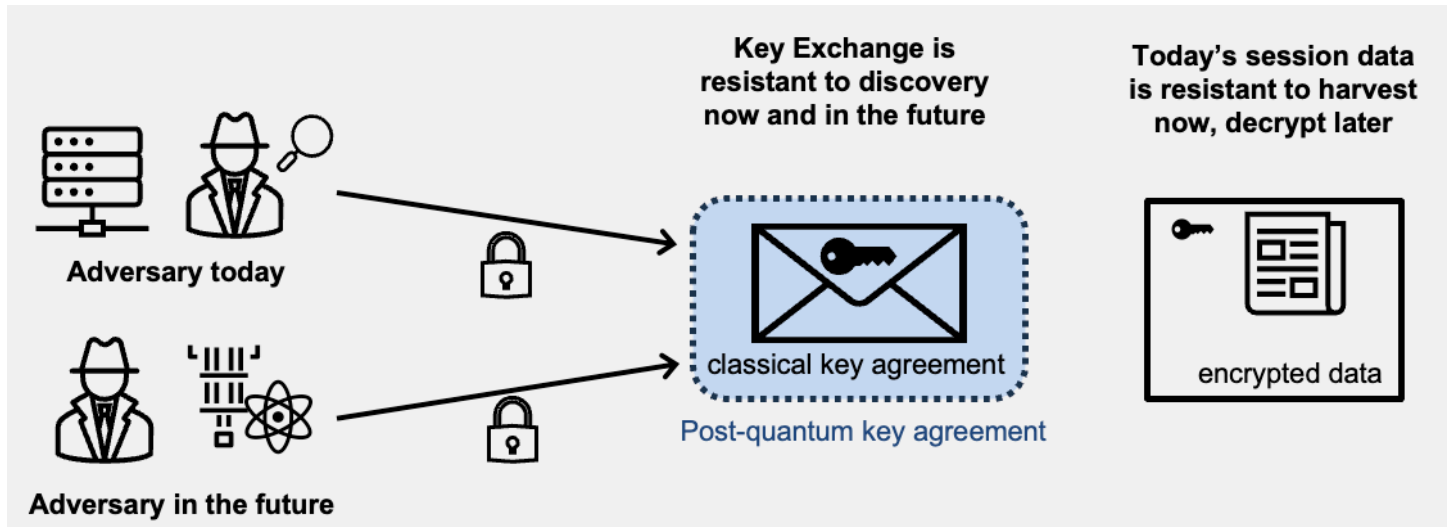 Key Exchange is
resistant to discovery
now and in the future
Today’s session data
is resistant to harvest
now, decrypt later
Adversary today
classical key agreement
encrypted data
Post-quantum key agreement
Adversary in the future